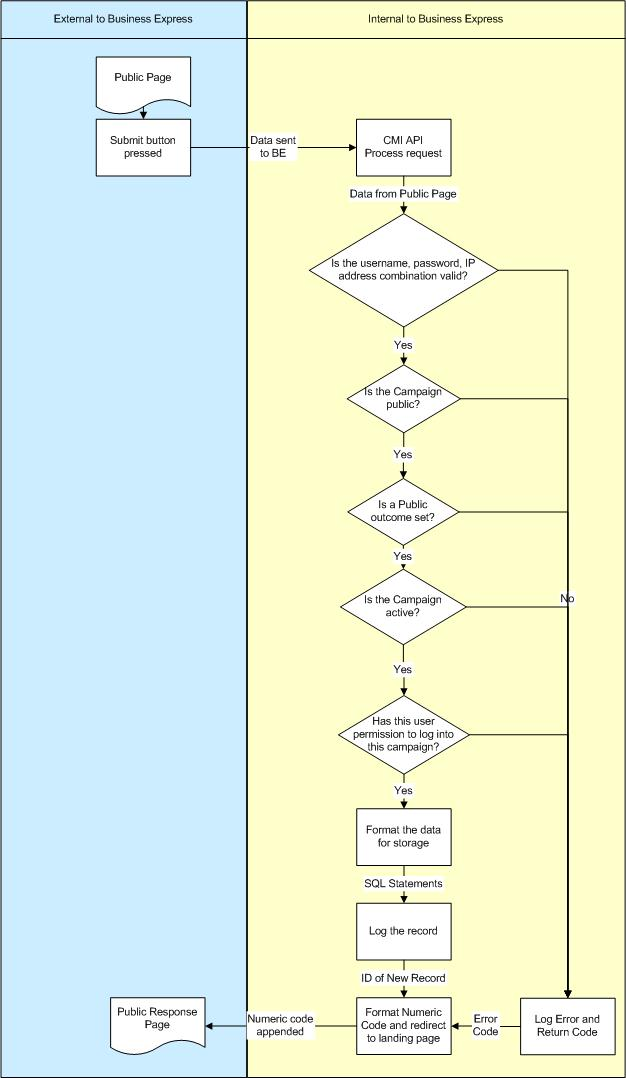 External to Business Express
Internal to Business Express
Public Page
Submit button
pressed
Data sent
to BE
CMI API
Process request
Data from Public Page
Is the username, password, IP
address combination valid?
Yes
Is the Campaign
public?
Yes
Is a Public
outcome set?
Yes
Is the Campaign
active?
No
Yes
Has this user
permission to log into
this campaign?
Yes
Format the data
for storage
SQL Statements
Log the record
ID of New Record
Public Response
Page
Numeric code
appended
Format Numeric
Code and redirect
to landing page
Error
Code
Log Error and
Return Code